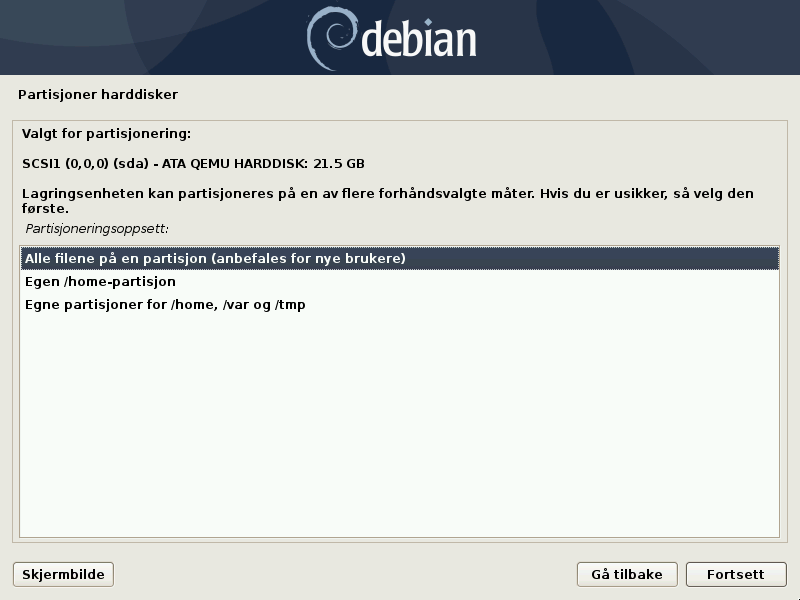 debian
Partisjoner harddisker
Valgt for partisjonering:
SCSI1 (0,0,0) (sda) - ATA QEMU HARDDISK: 21.5 GB
Lagringsenheten kan partisjoneres på en av flere forhåndsvalgte måter. Hvis du er usikker, så velg den
første.
Partisjoneringsoppsett:
Alle filene på en partisjon (anbefales for nye brukere)
Egen /home-partisjon
Egne partisjoner for /home, /var og /tmp
Skjermbilde
Gå tilbake
Fortsett